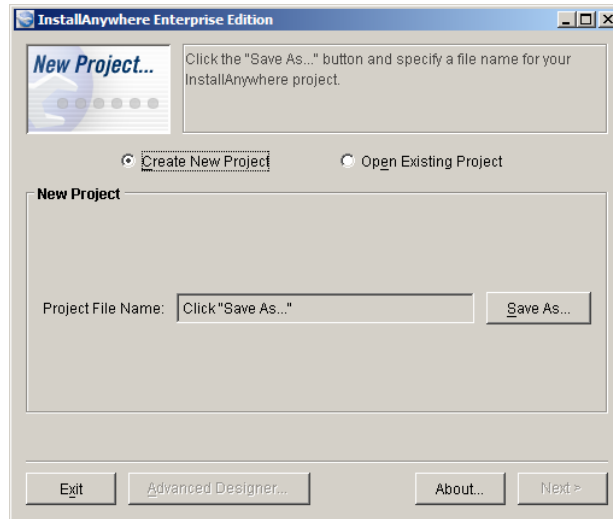 InstallAnywhere Enterprise Edition
New Project...
Click the "Save As..." button and specify a file name for your
InstallAnywhere project.
Create New Project
Open Existing Project
New Project
Project File Name:
Click "Save As..."
Save As...
Exit
Advanced Designer...
About...
Next >